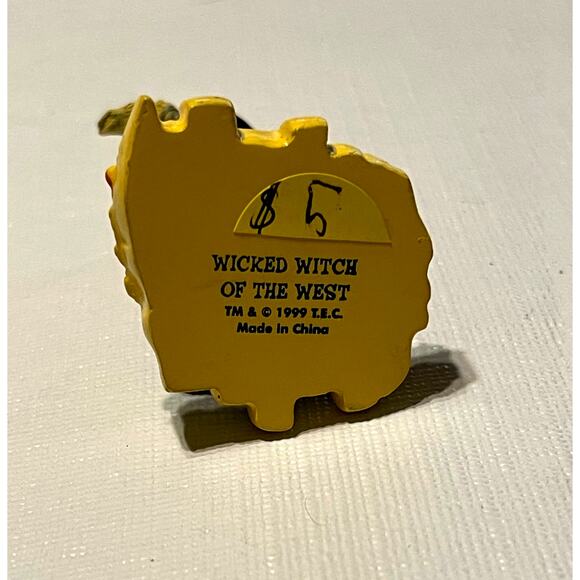 $ 5
WICKED WITCH
OF THE WEST
TM & © 1999 T.E.C.
Made in China